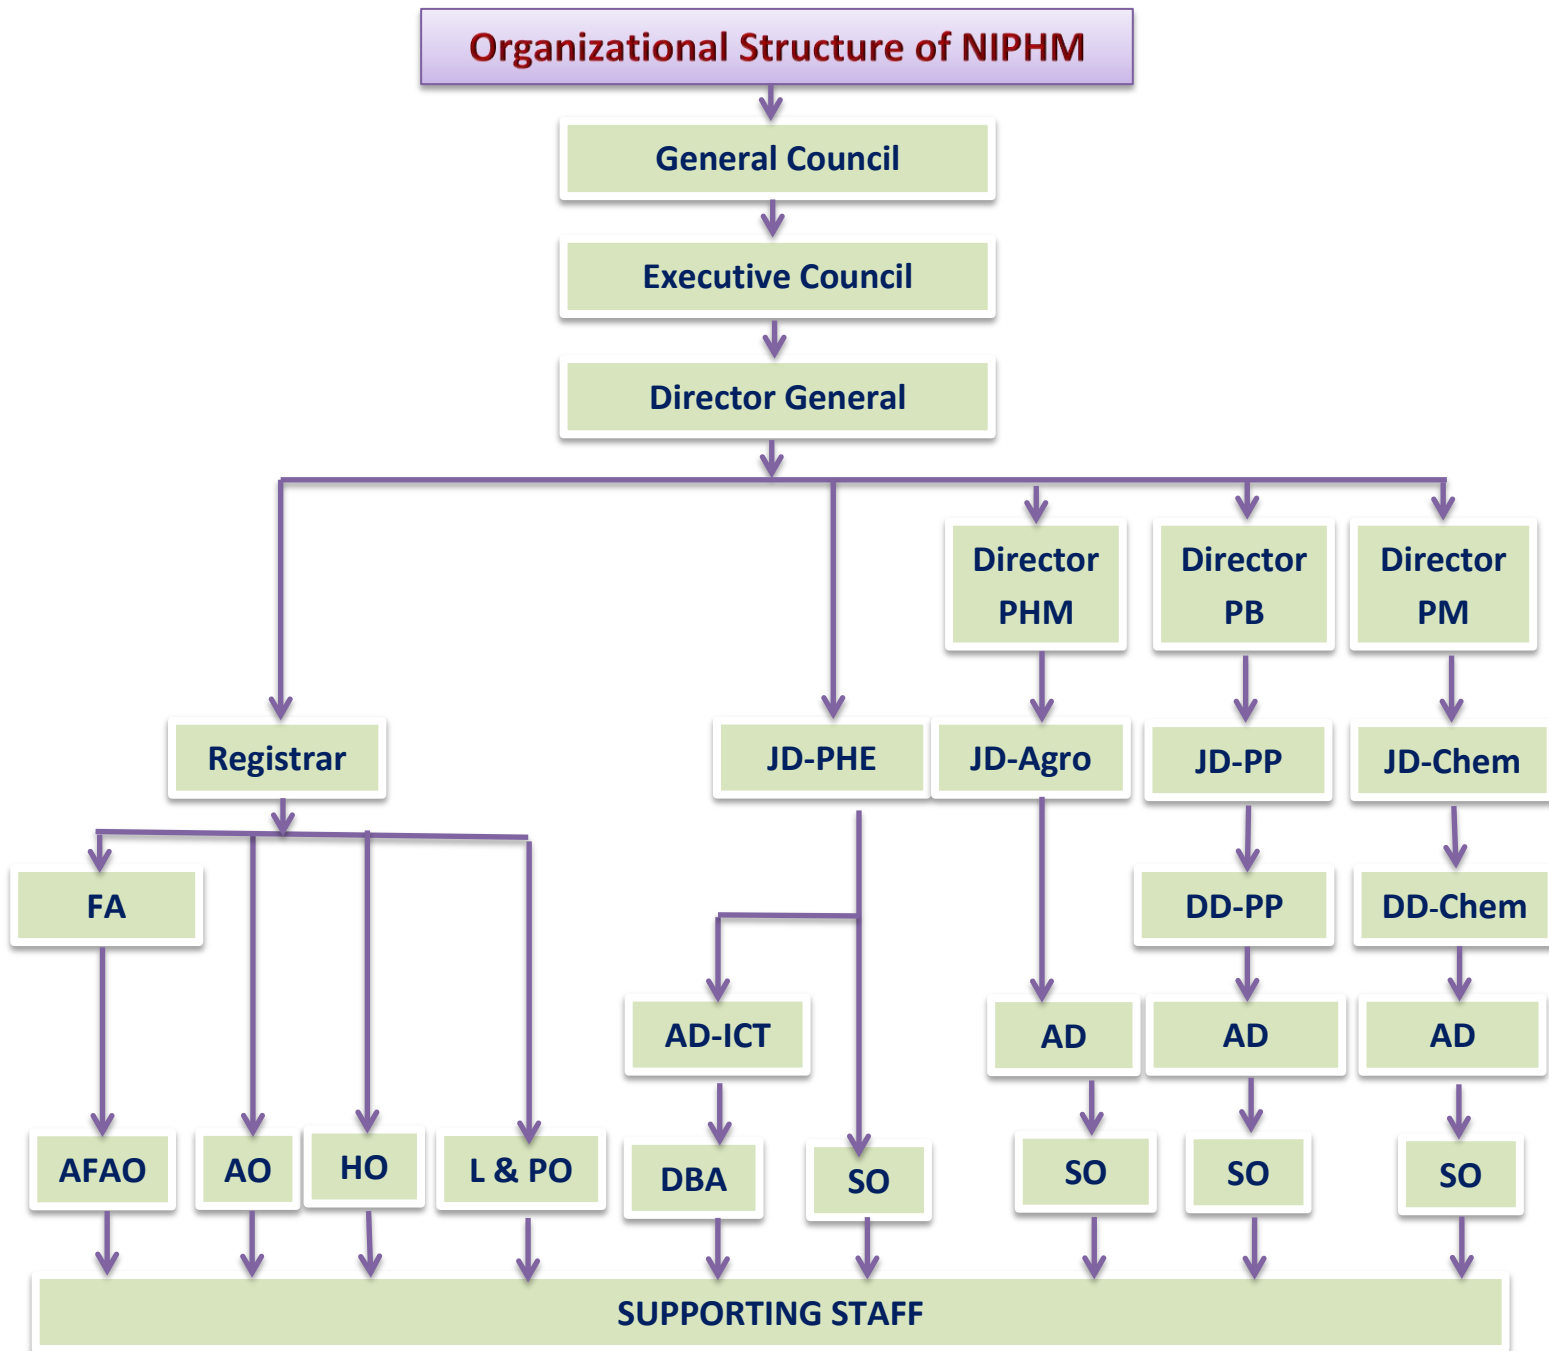 Organizational Structure of NIPHM
General Council
Executive Council
Director General
Director
PHM
Director
PB
Director
PM
Registrar
JD-PHE
JD-Agro
JD-PP
JD-Chem
FA
DD-PP
DD-Chem
AD-ICT
AD
AD
AD
AFAO
AO
HO
L & PO
DBA
SO
SO
SO
SO
SUPPORTING STAFF